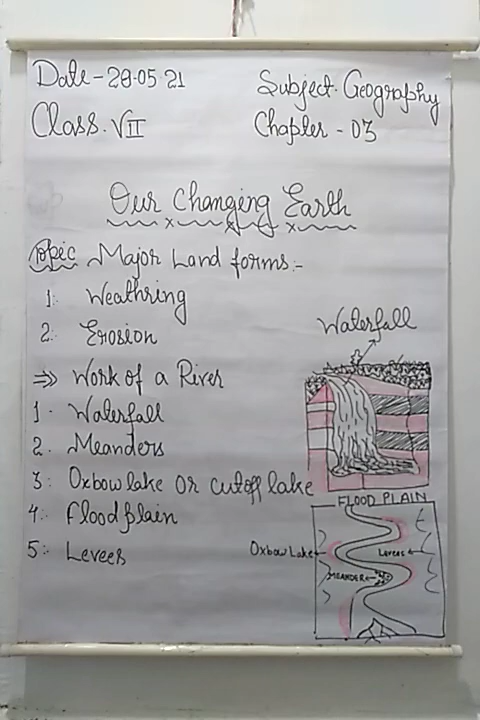 Date - 28.05.21
Subject. Geography
Class. VII
Chapter - 03
Our Changing Earth
Topic Major Land forms:-
1:- Weathring
2:- Erosion
⇒ Work of a River
1. Waterfall
2. Meanders
3: Oxbow lake or cutoff lake
4:- floodplain
5:- Levees
Waterfall
FLOOD PLAIN
Oxbow Lake
Levees
MEANDER